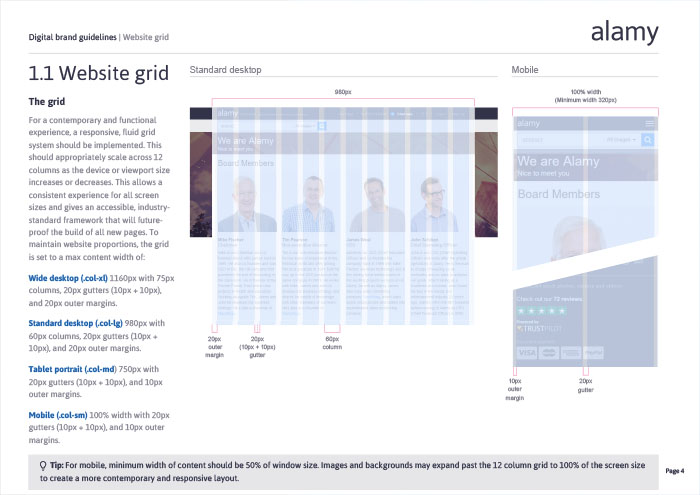 Digital brand guidelines | Website grid
alamy
1.1 Website grid
The grid
For a contemporary and functional
experience, a responsive, fluid grid
system should be implemented. This
should appropriately scale across 12
columns as the device or viewport size
increases or decreases. This allows a
consistent experience for all screen
sizes and gives an accessible, industry-
standard framework that will future-
proof the build of all new pages. To
maintain website proportions, the grid
is set to a max content width of:
Wide desktop (.col-xl) 1160px with 75px
columns, 20px gutters (10px + 10px),
and 20px outer margins.
Standard desktop (.col-lg) 980px with
60px columns, 20px gutters (10px +
10px), and 20px outer margins.
Tablet portrait (.col-md) 750px with
20px gutters (10px + 10px), and 10px
outer margins.
Mobile (.col-sm) 100% width with 20px
gutters (10px + 10px), and 10px outer
margins.
Standard desktop
980px
alamy
We are Alamy
Nice to meet you
Board Members
20px
outer
margin
20px
(10px + 10px)
gutter
60px
column
Mobile
100% width
(Minimum width 320px)
alamy
All images
We are Alamy
Nice to meet you
Board Members
Check out our 72 reviews
TRUSTPILOT
VISA
10px
outer
margin
20px
gutter
Tip: For mobile, minimum width of content should be 50% of window size. Images and backgrounds may expand past the 12 column grid to 100% of the screen size
to create a more contemporary and responsive layout.
Page 4